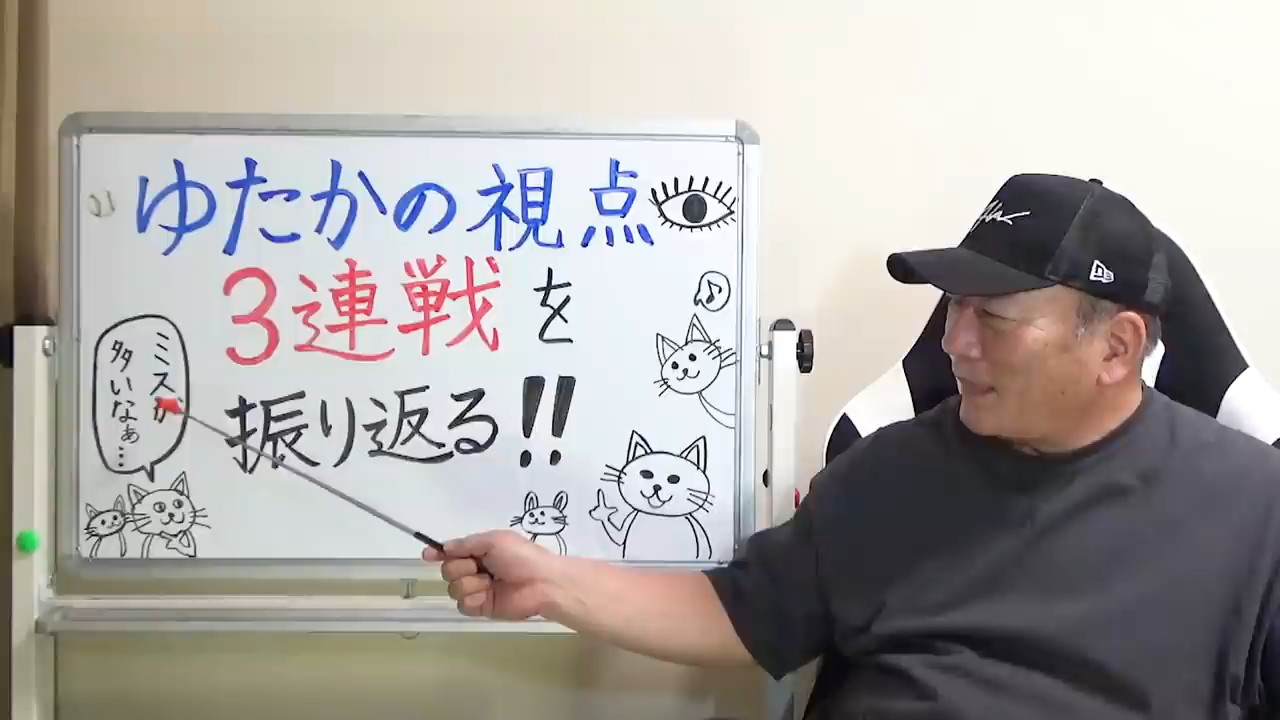 ゆたかの視点
3連戦を
振り返る!!
ミスが
多いなぁ…